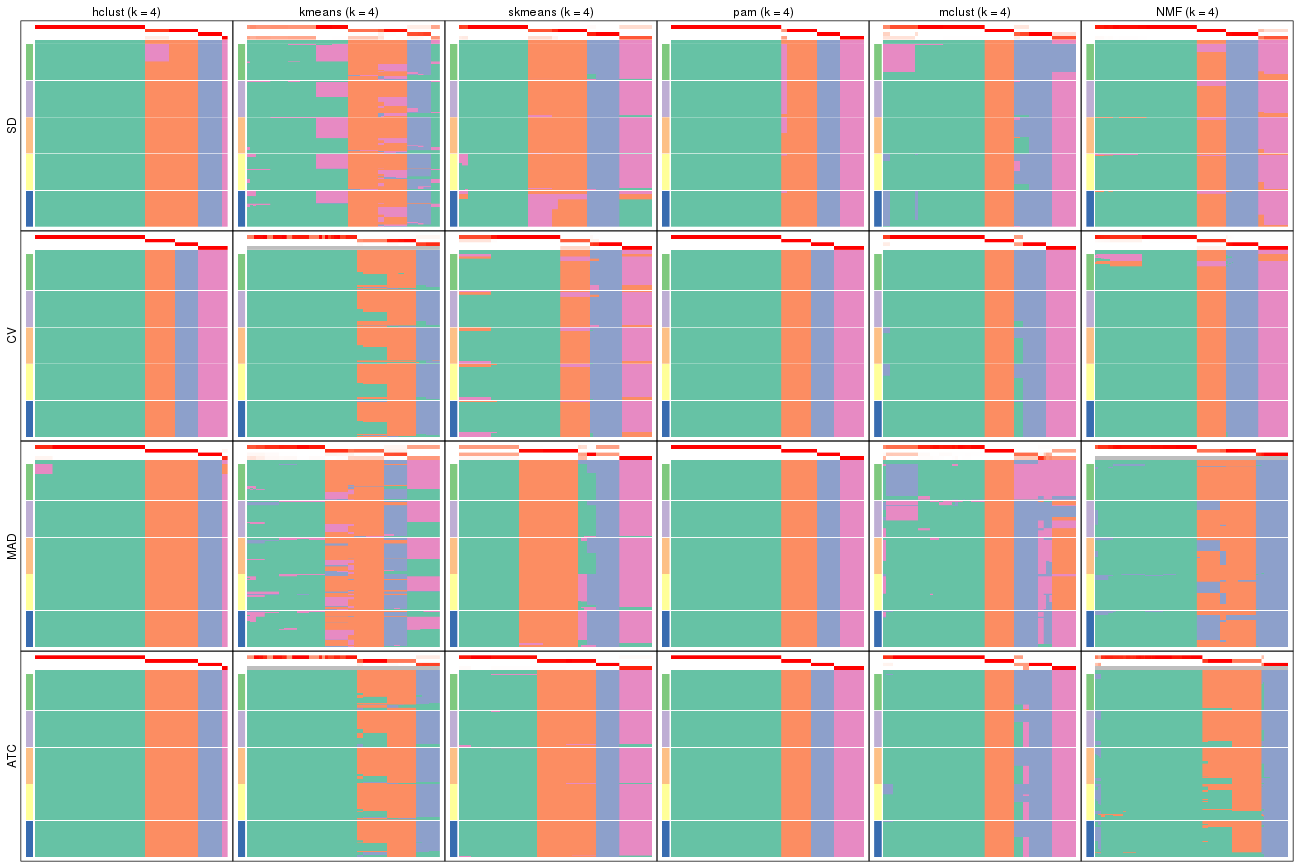 hclust (k = 4)
kmeans (k = 4)
skmeans (k = 4)
pam (k = 4)
mclust (k = 4)
NMF (k = 4)
SD
CV
MAD
ATC